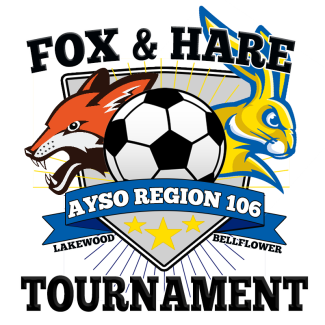 FOX & HARE
AYSO REGION 106
LAKEWOOD BELLFLOWER
TOURNAMENT